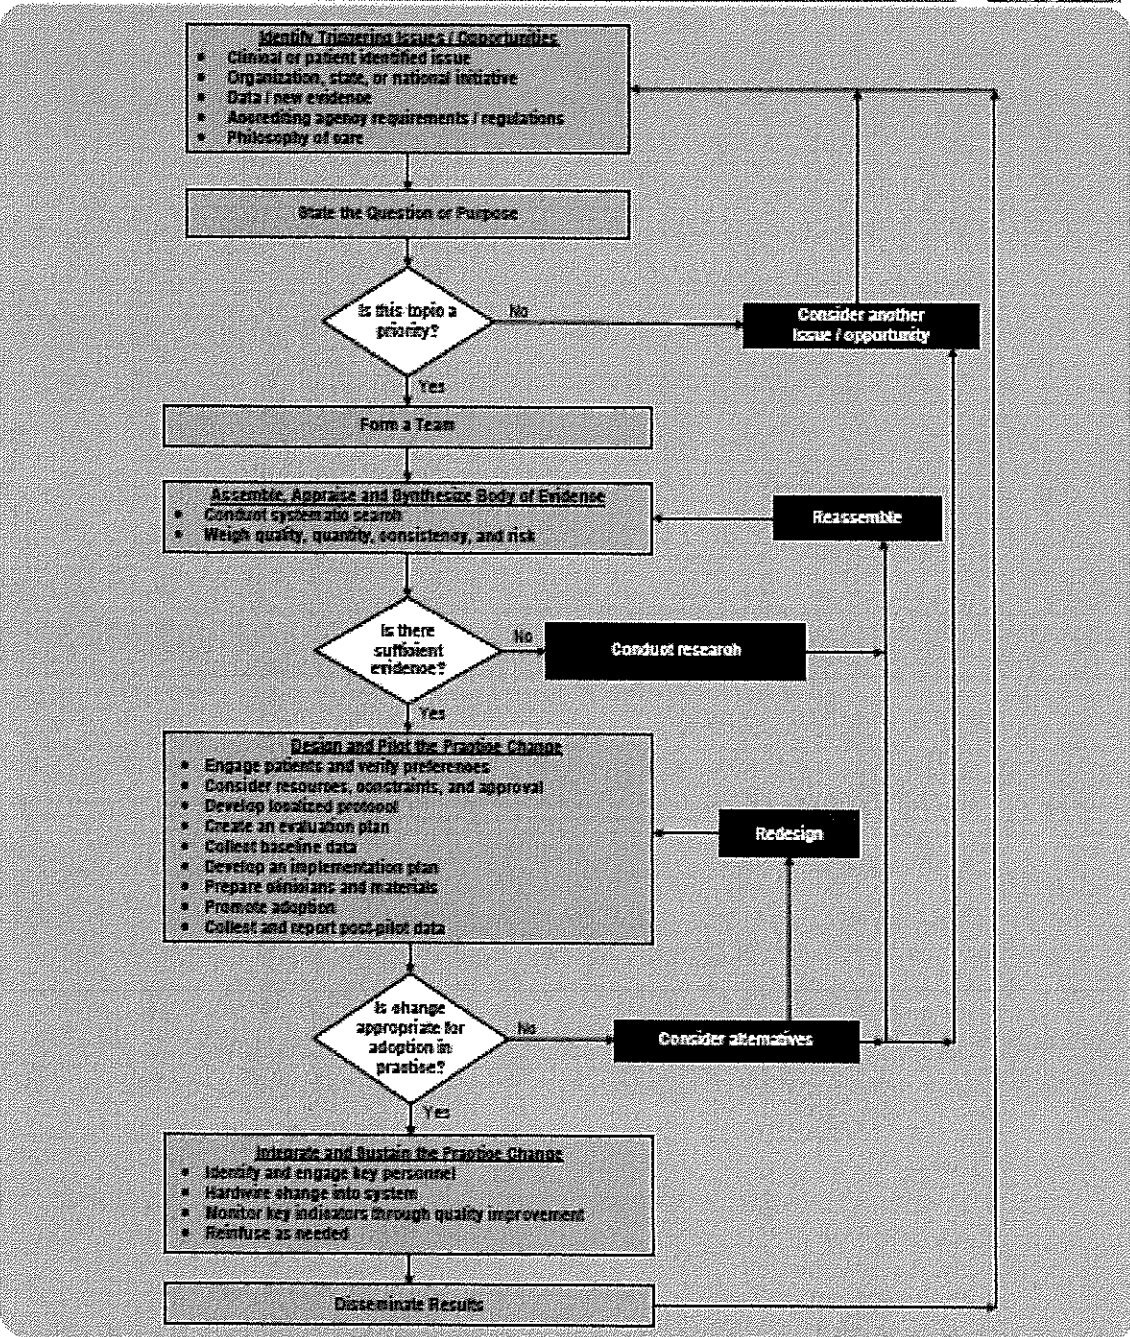 Identify Triggering Issues / Opportunities
• Clinical or patient identified issue
• Organization, state, or national initiative
• Data / new evidence
• Accrediting agency requirements / regulations
• Philosophy of care
State the Question or Purpose
Is this topic a
priority?
No
Consider another
Issue / opportunity
Yes
Form a Team
Assemble, Appraise and Synthesize Body of Evidence
• Conduct systematic search
• Weigh quality, quantity, consistency, and risk
Reassemble
Is there
sufficient
evidence?
No
Conduct research
Yes
Design and Pilot the Practice Change
• Engage patients and verify preferences
• Consider resources, constraints, and approval
• Develop localized protocol
• Create an evaluation plan
• Collect baseline data
• Develop an implementation plan
• Prepare clinicians and materials
• Promote adoption
• Collect and report post-pilot data
Redesign
Is change
appropriate for
adoption in
practice?
No
Consider alternatives
Yes
Integrate and Sustain the Practice Change
• Identify and engage key personnel
• Hardwire change into system
• Monitor key indicators through quality improvement
• Reinfuse as needed
Disseminate Results